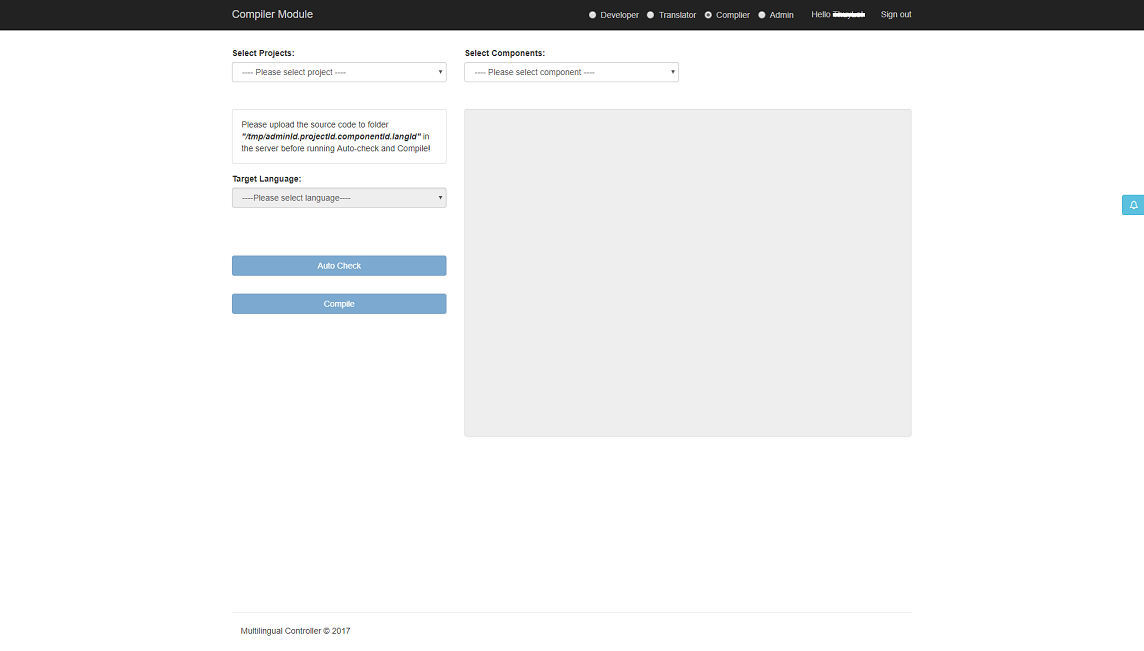 Compiler Module
Developer Translator Complier Admin Hello Sign out
Select Projects:
Select Components:
---- Please select project ----
---- Please select component ----
Please upload the source code to folder
"/tmp/adminId.projectId.componentId.langId" in
the server before running Auto-check and Compile!
Target Language:
----Please select language----
Auto Check
Compile
Multilingual Controller © 2017